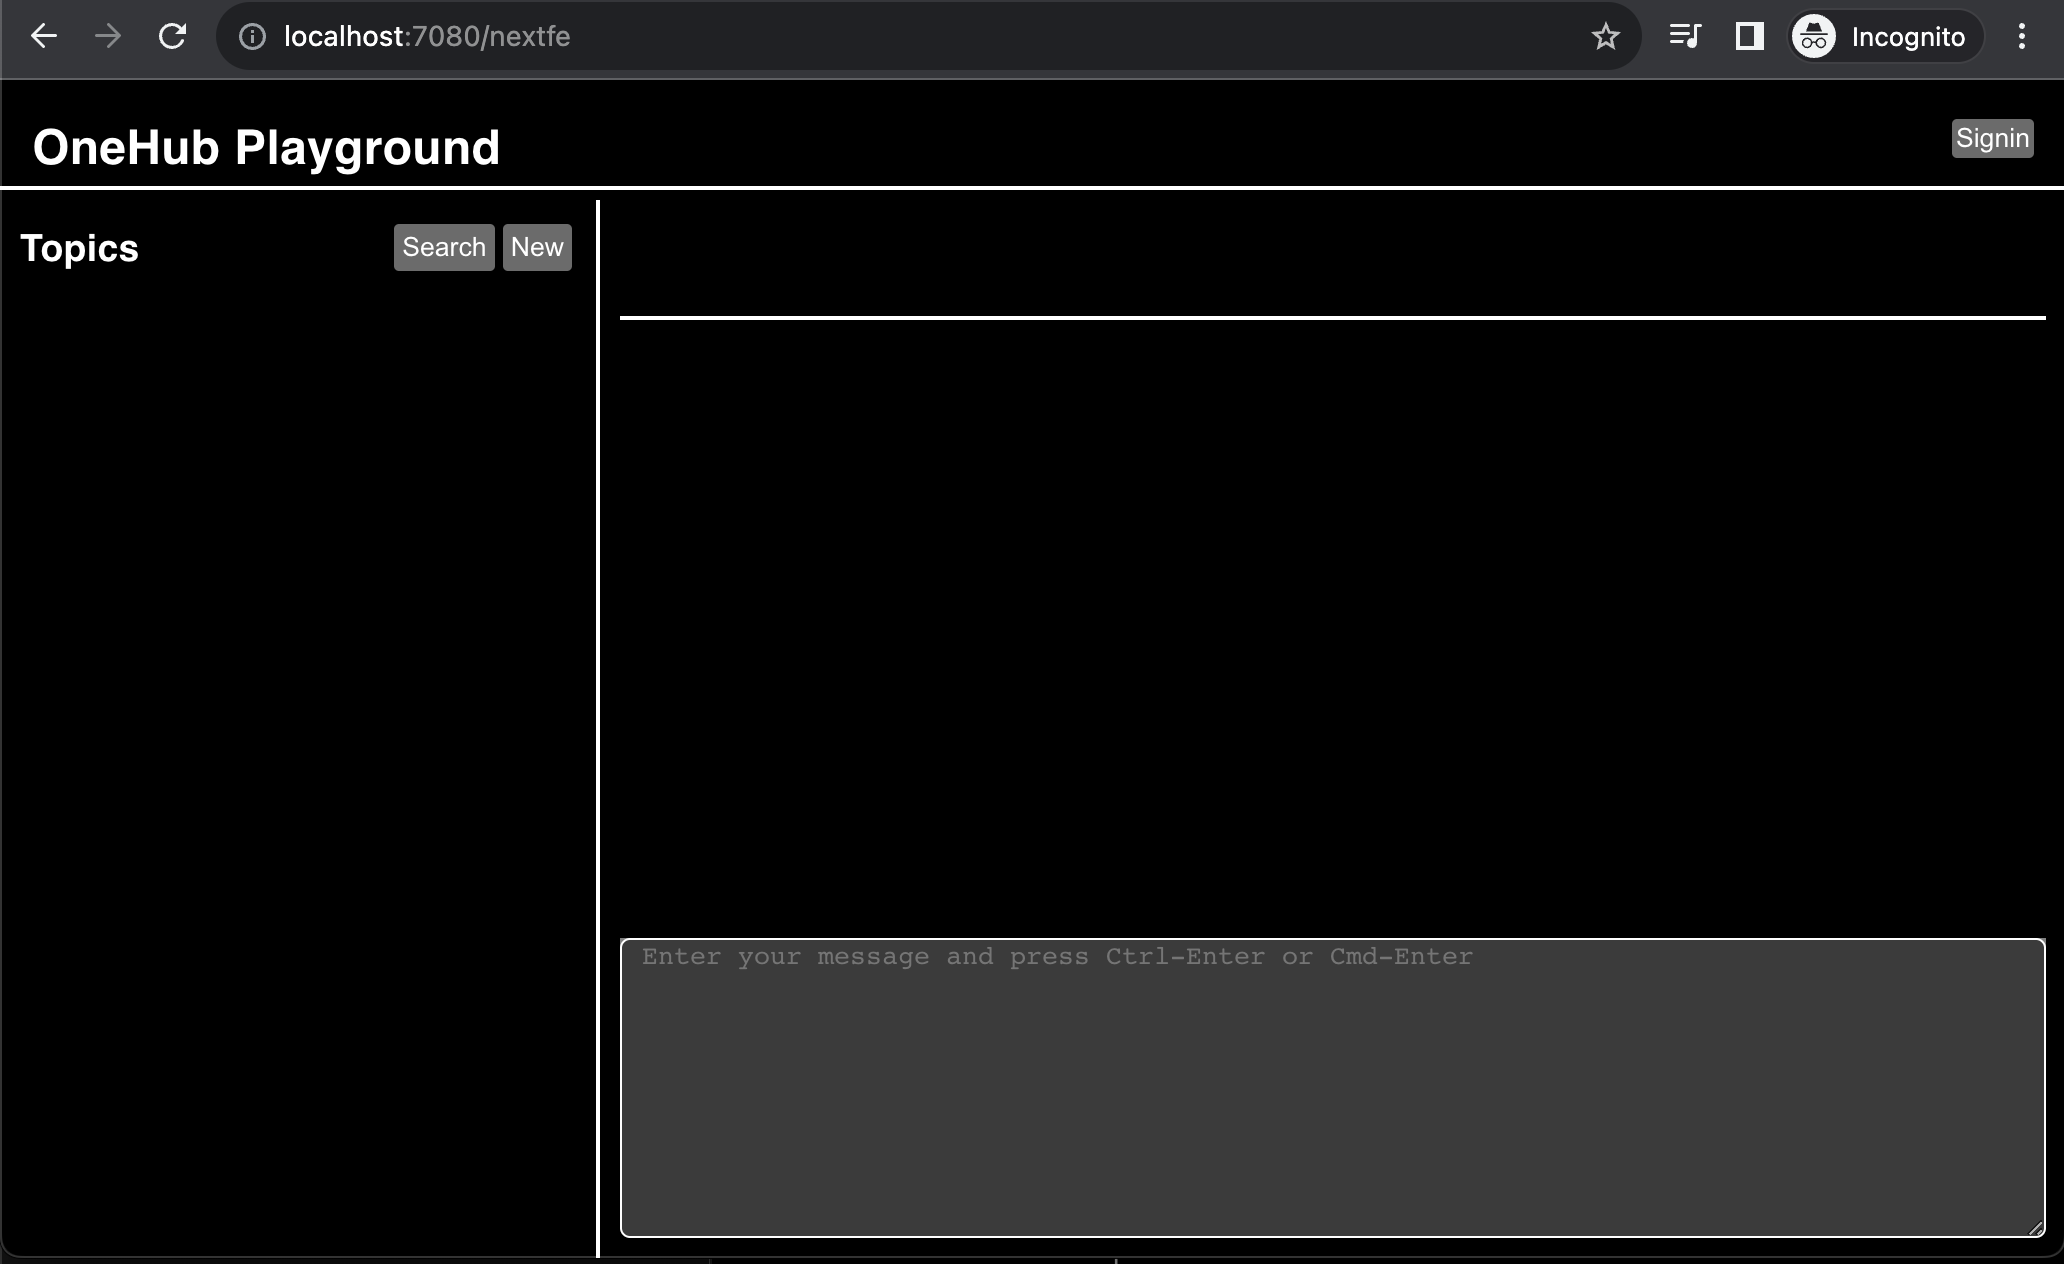 localhost:7080/nextfe
Incognito
OneHub Playground
Signin
Topics
Search
New
Enter your message and press Ctrl-Enter or Cmd-Enter